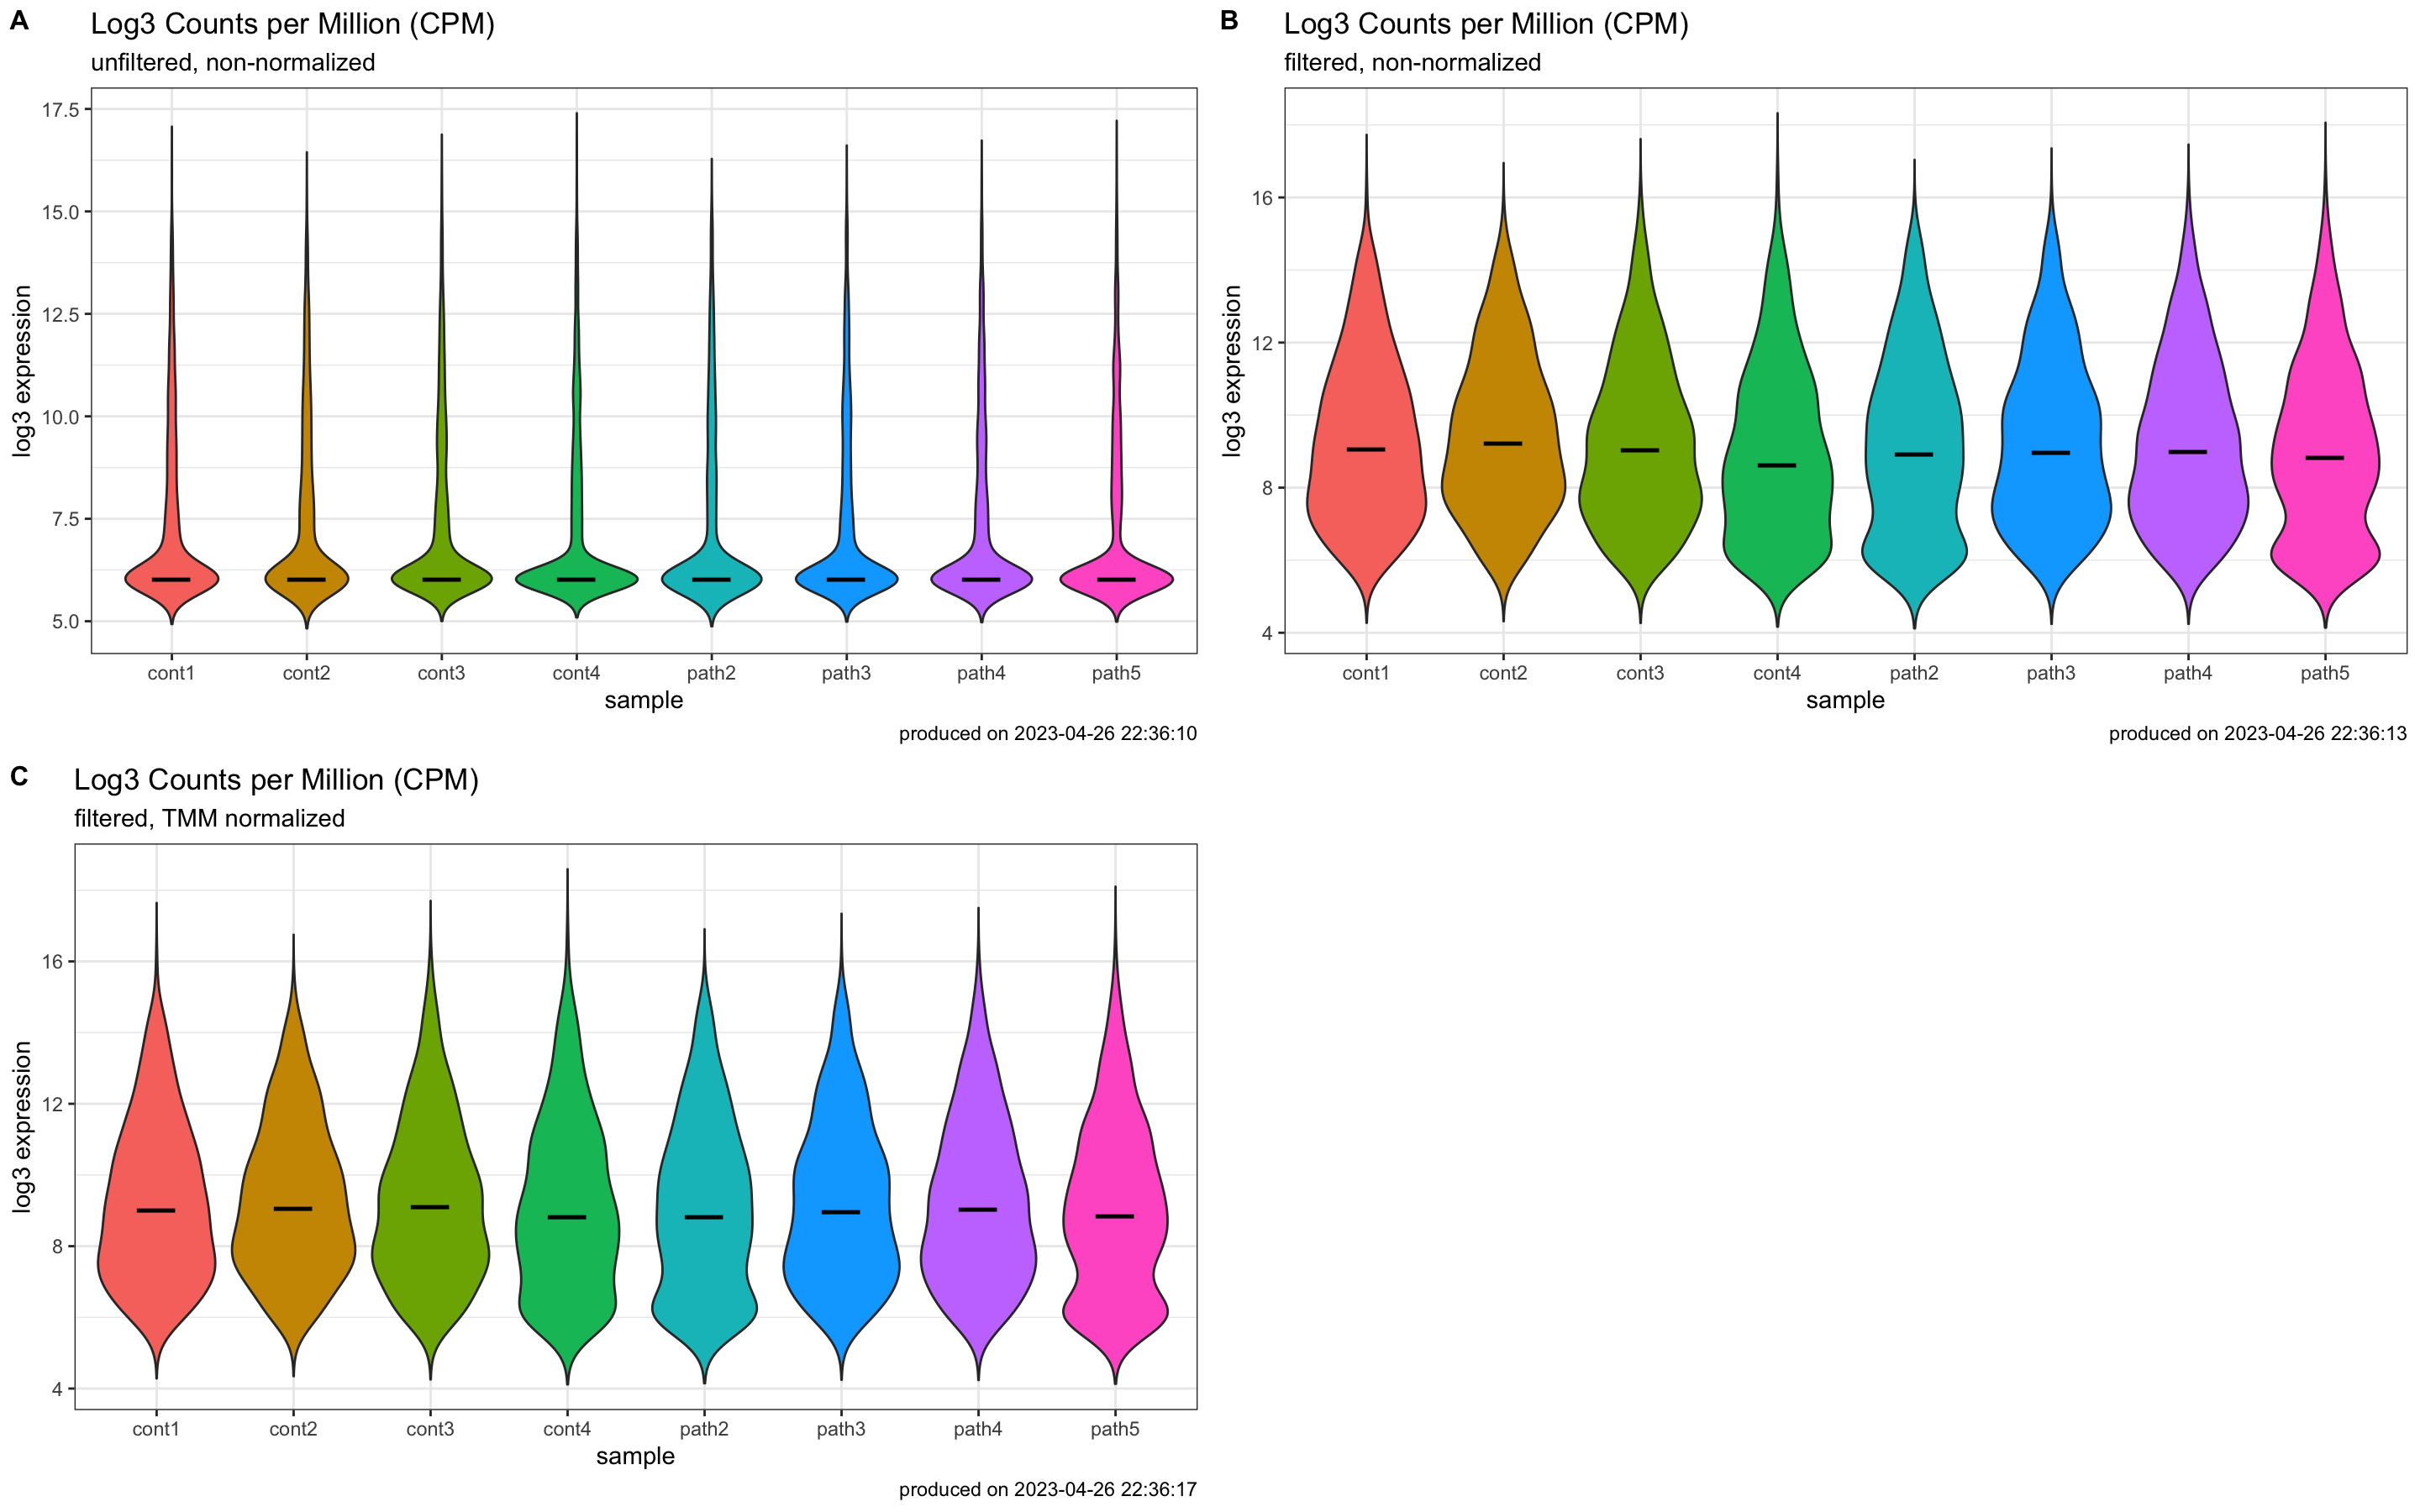 A
Log3 Counts per Million (CPM)
unfiltered, non-normalized
17.5
15.0
12.5
10.0
7.5
5.0
log3 expression
cont1 cont2 cont3 cont4 path2 path3 path4 path5
sample
produced on 2023-04-26 22:36:10
B
Log3 Counts per Million (CPM)
filtered, non-normalized
16
12
8
4
log3 expression
cont1 cont2 cont3 cont4 path2 path3 path4 path5
sample
produced on 2023-04-26 22:36:13
C
Log3 Counts per Million (CPM)
filtered, TMM normalized
16
12
8
4
log3 expression
cont1 cont2 cont3 cont4 path2 path3 path4 path5
sample
produced on 2023-04-26 22:36:17